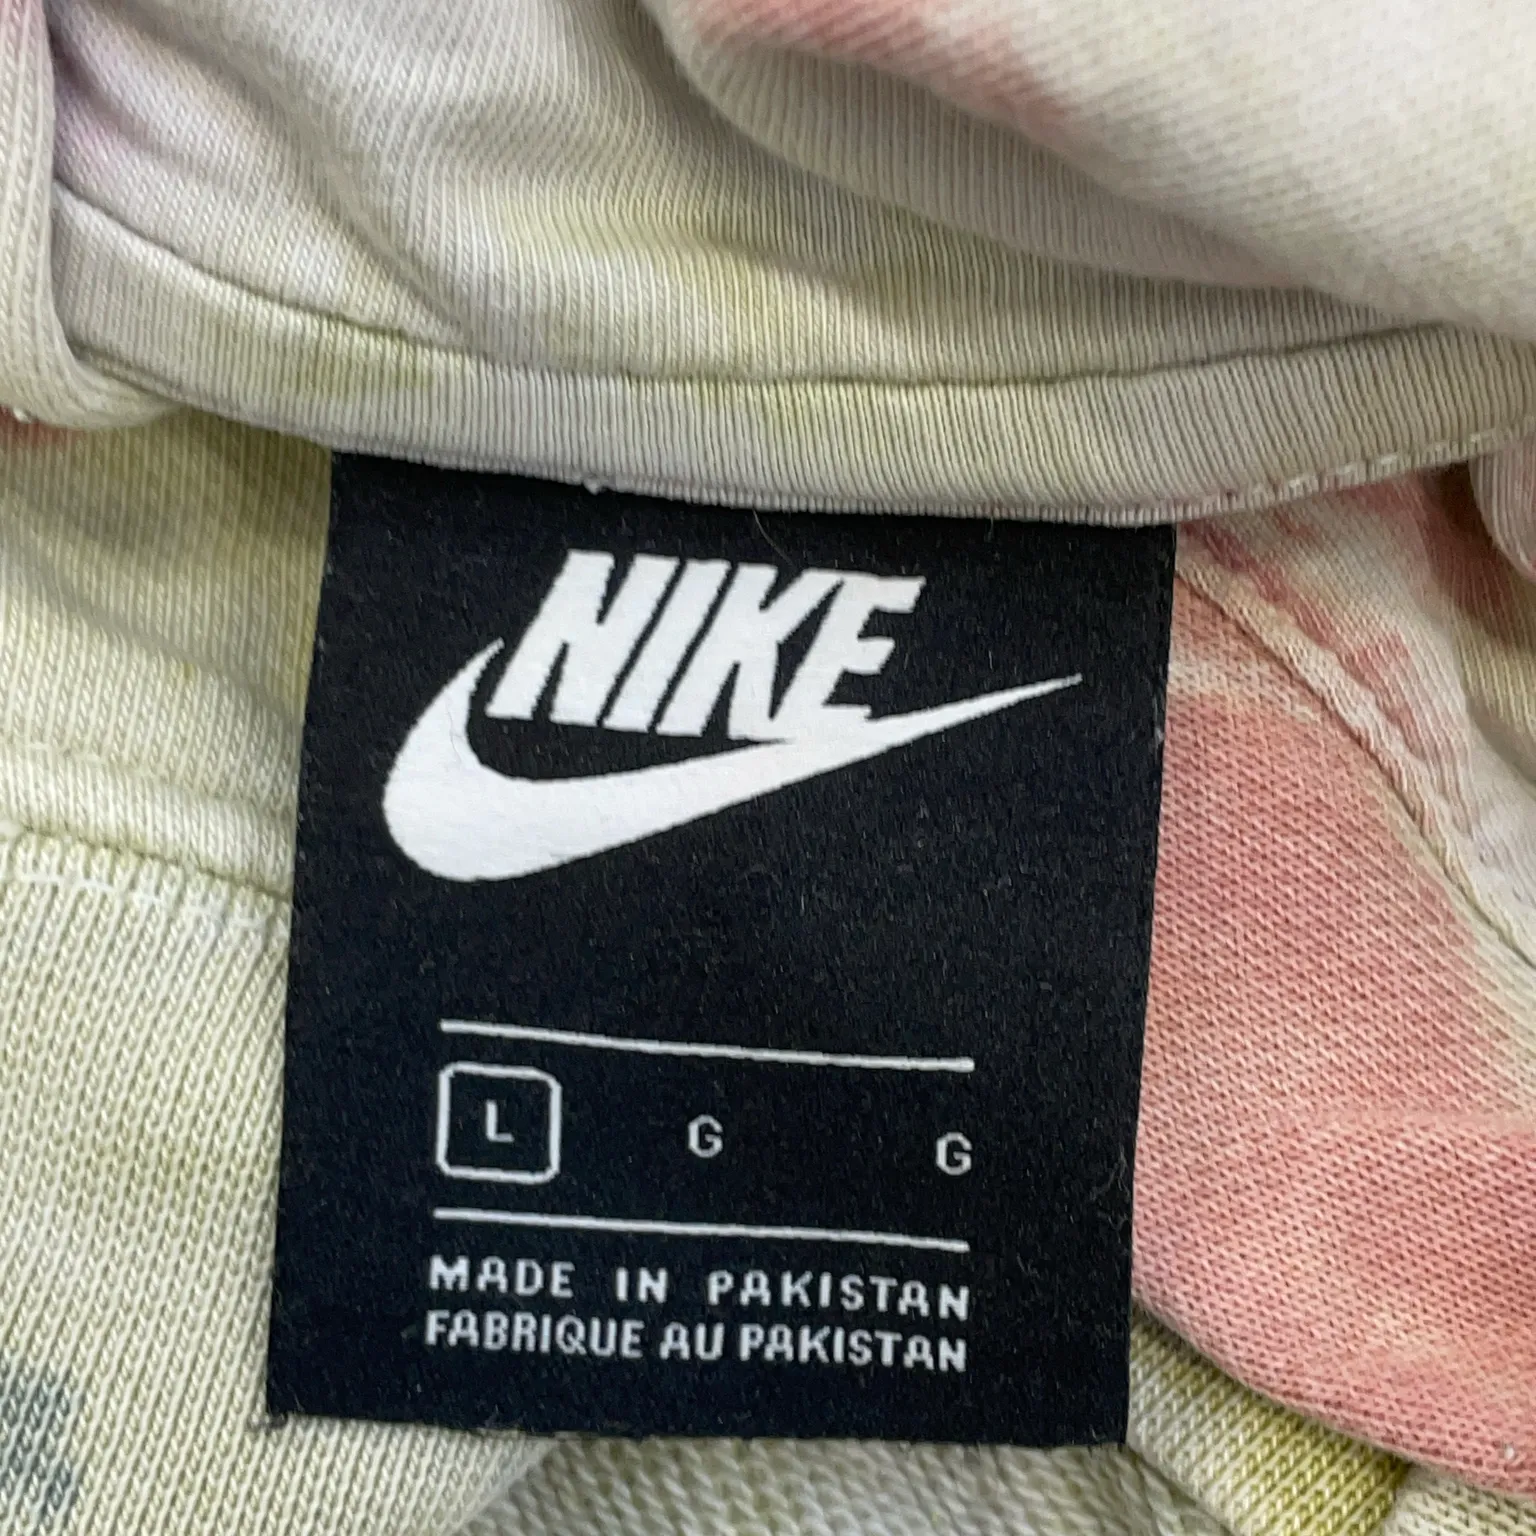 NIKE
L G G
MADE IN PAKISTAN
FABRIQUE AU PAKISTAN